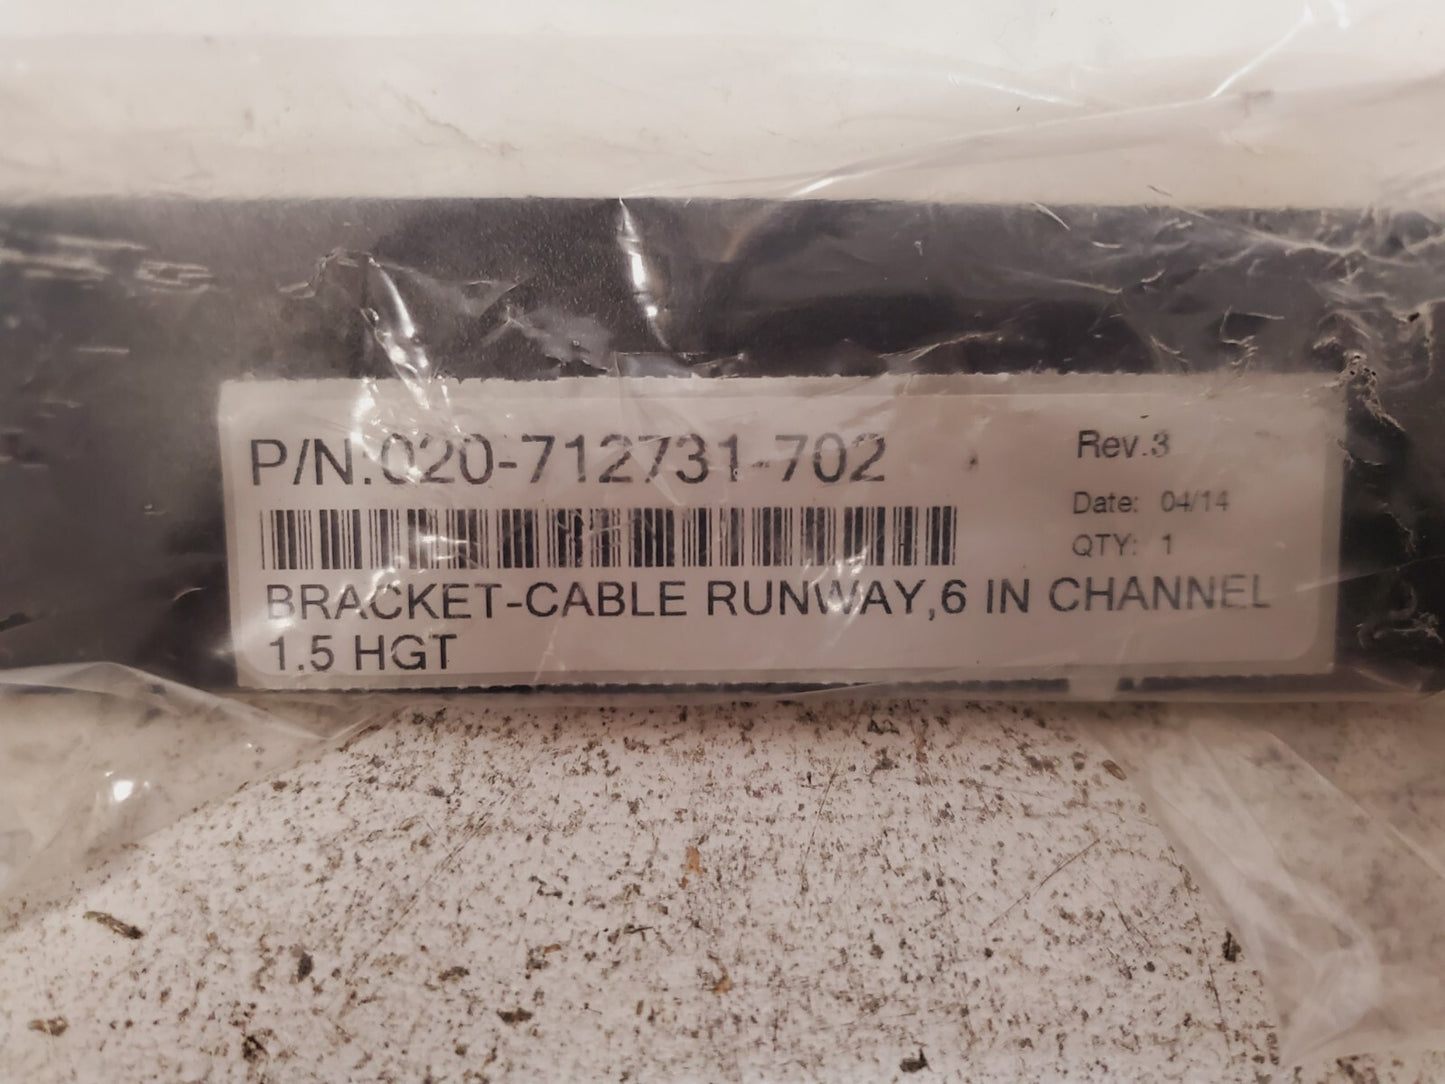 P/N:020-712731-702
Rev.3
Date: 04/14
QTY: 1
BRACKET-CABLE RUNWAY,6 IN CHANNEL
1.5 HGT